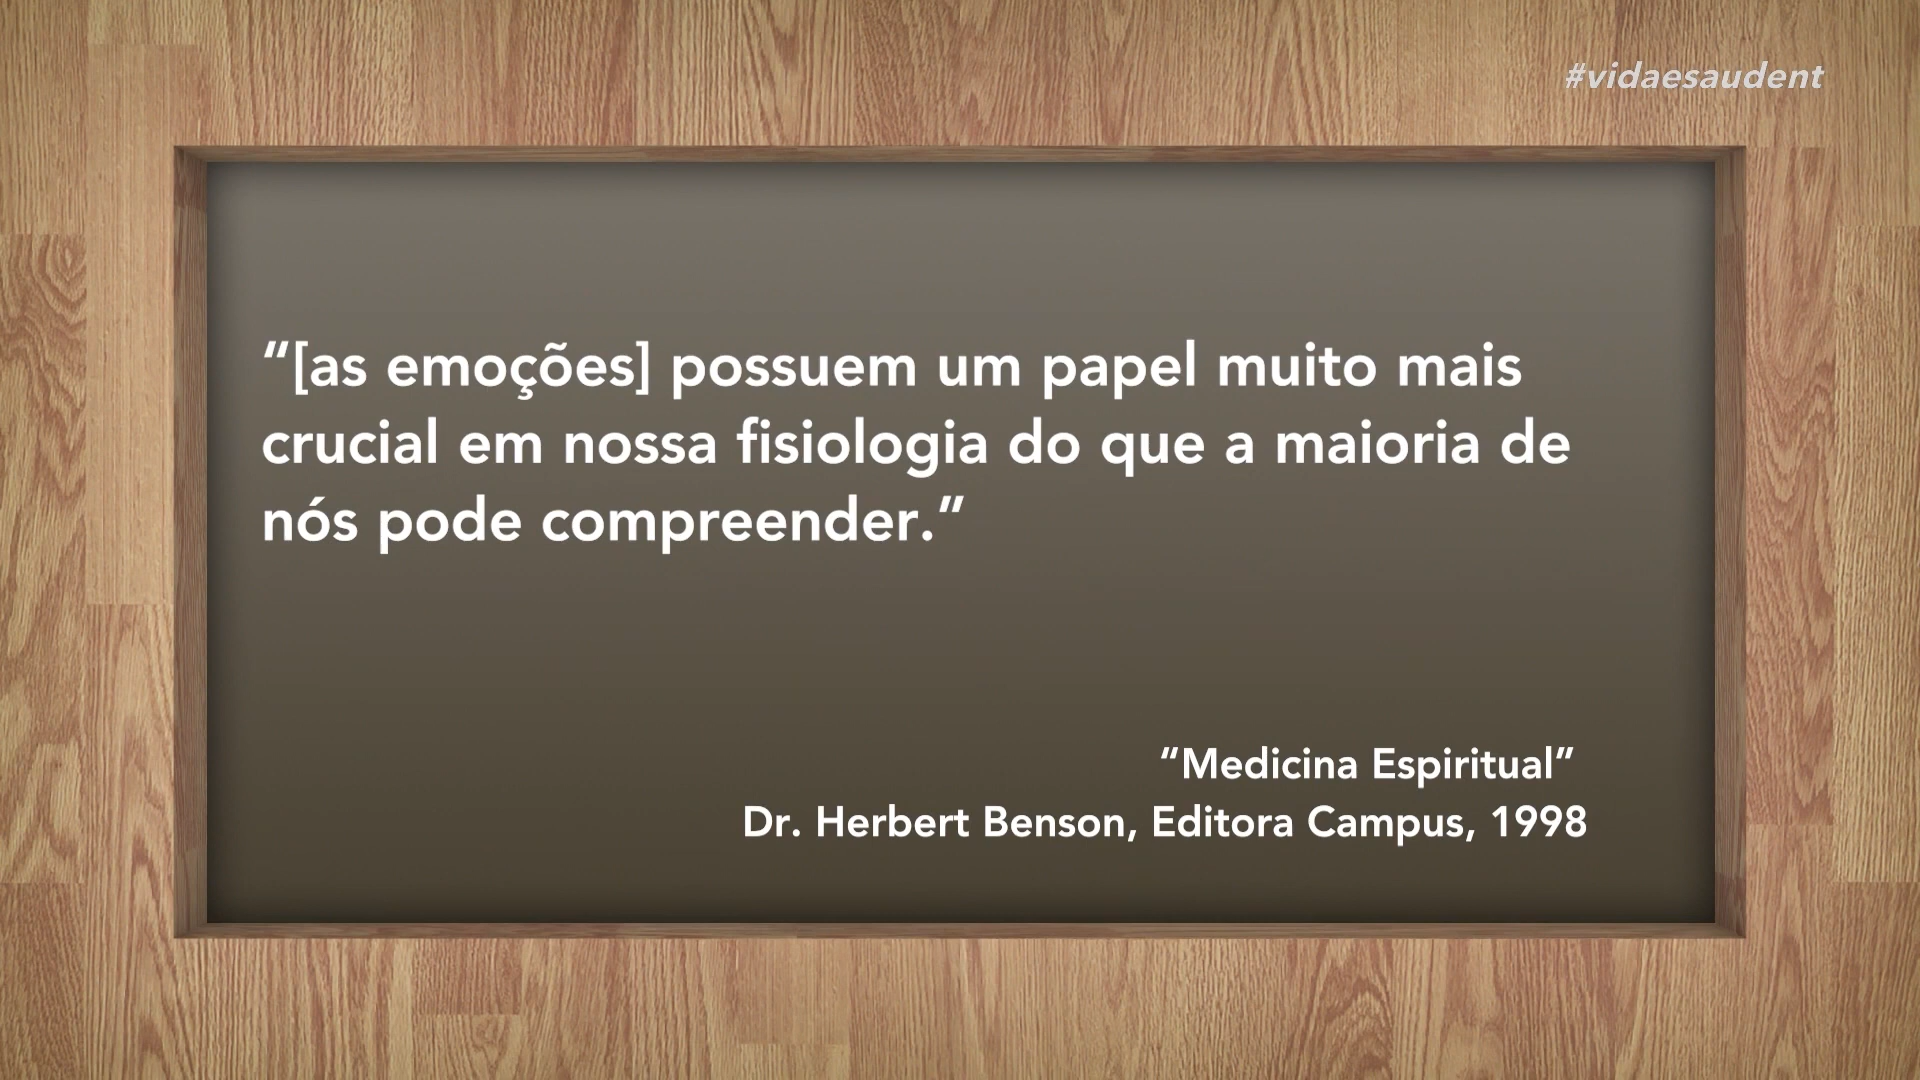 #vidaesaudent
“[as emoções] possuem um papel muito mais
crucial em nossa fisiologia do que a maioria de
nós pode compreender.”
“Medicina Espiritual”
Dr. Herbert Benson, Editora Campus, 1998